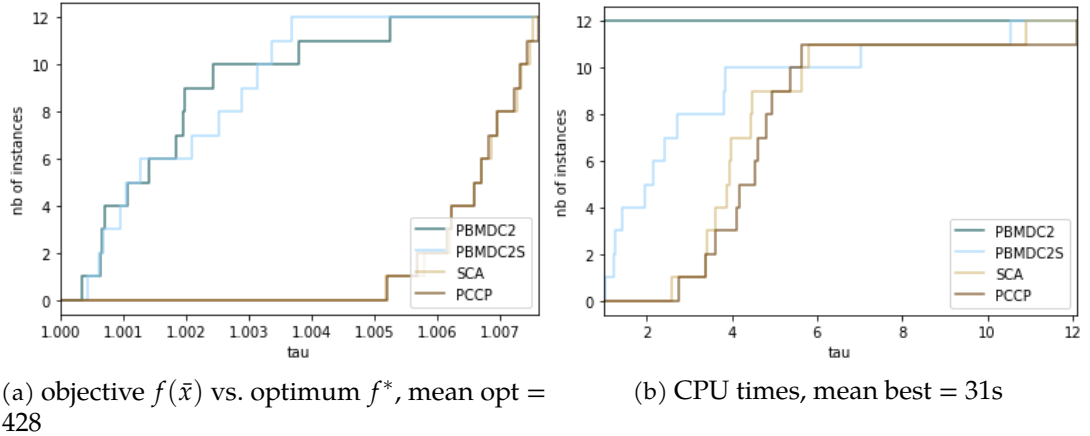 12
10
8
6
4
2
0
nb of instances
PBMDC2
PBMDC2S
SCA
PCCP
1.000 1.001 1.002 1.003 1.004 1.005 1.006 1.007
tau
12
10
8
6
4
2
0
nb of instances
PBMDC2
PBMDC2S
SCA
PCCP
2 4 6 8 10 12
tau
(a) objective f(x̄) vs. optimum f*, mean opt =
428
(b) CPU times, mean best = 31s